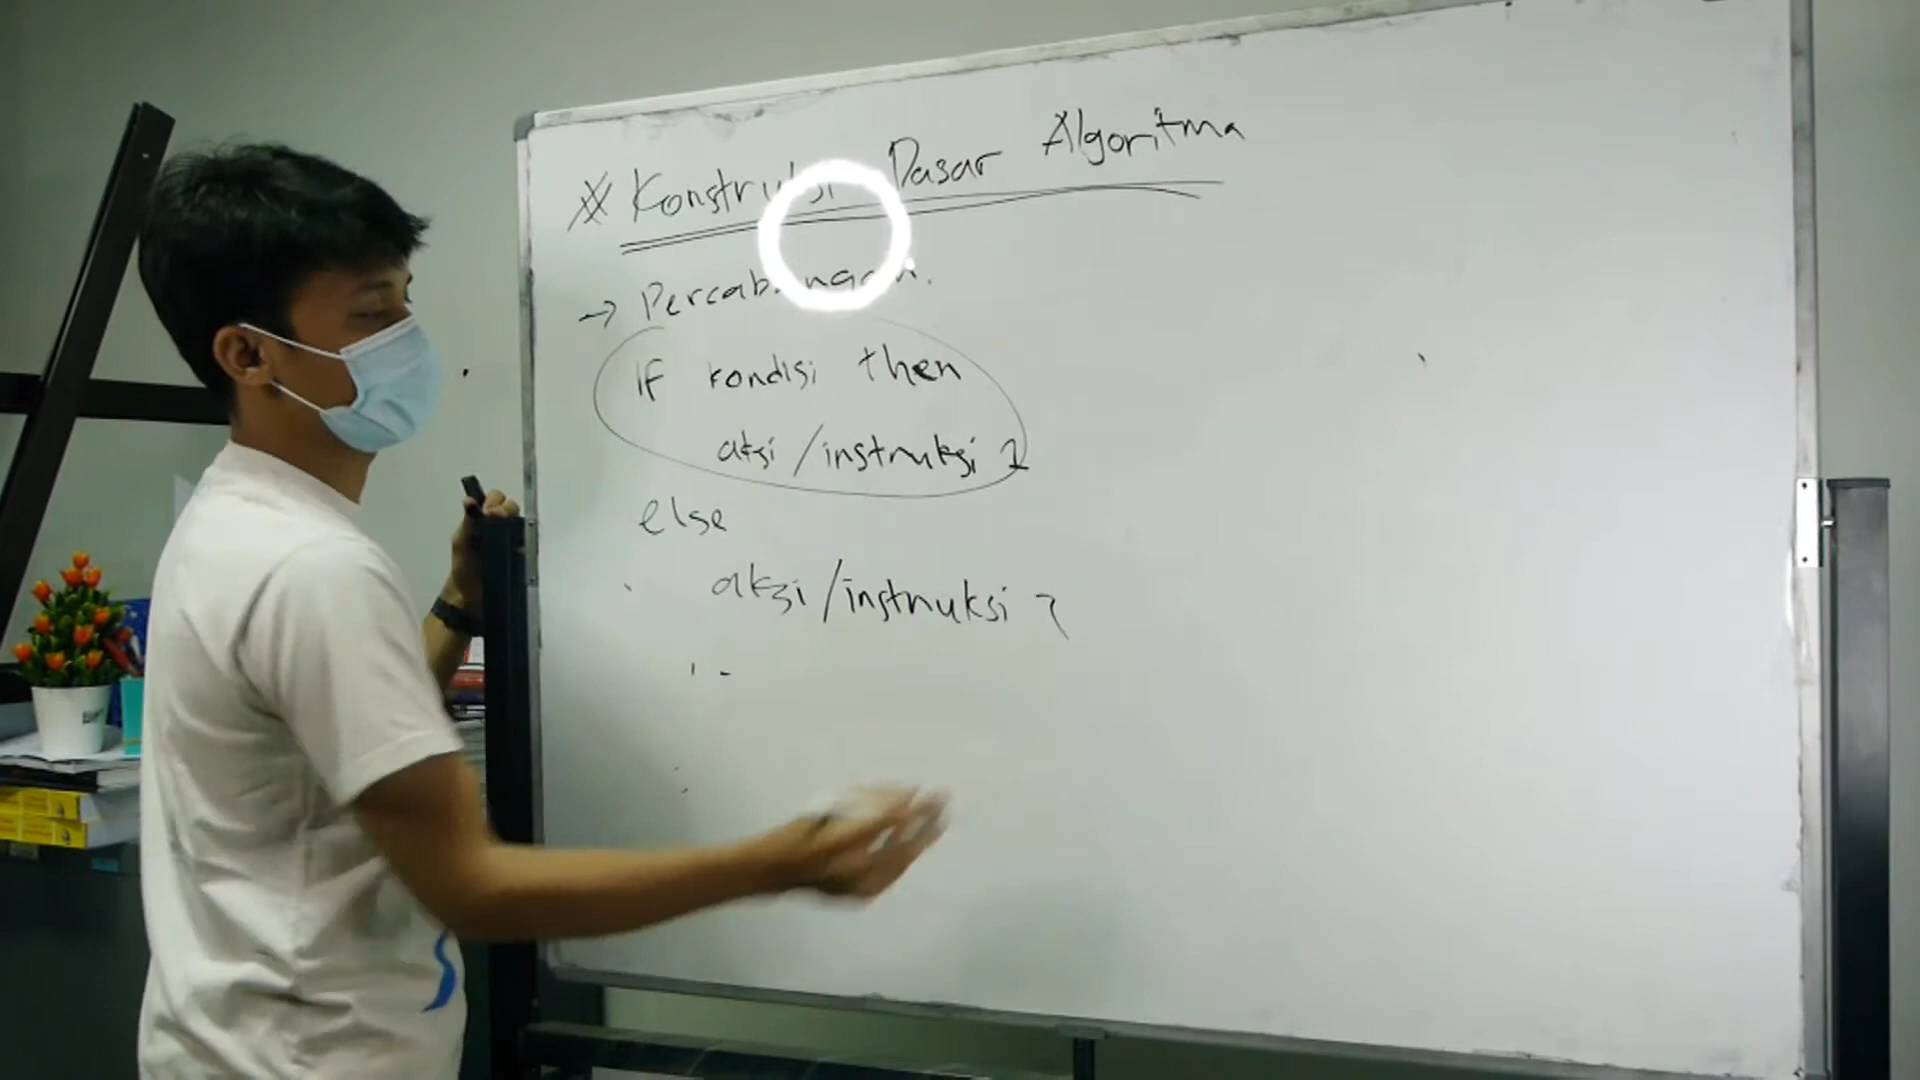 # Konstruksi Dasar Algoritma
→ Percabangan.
if kondisi then
aksi / instruksi 1
else
aksi / instruksi 2